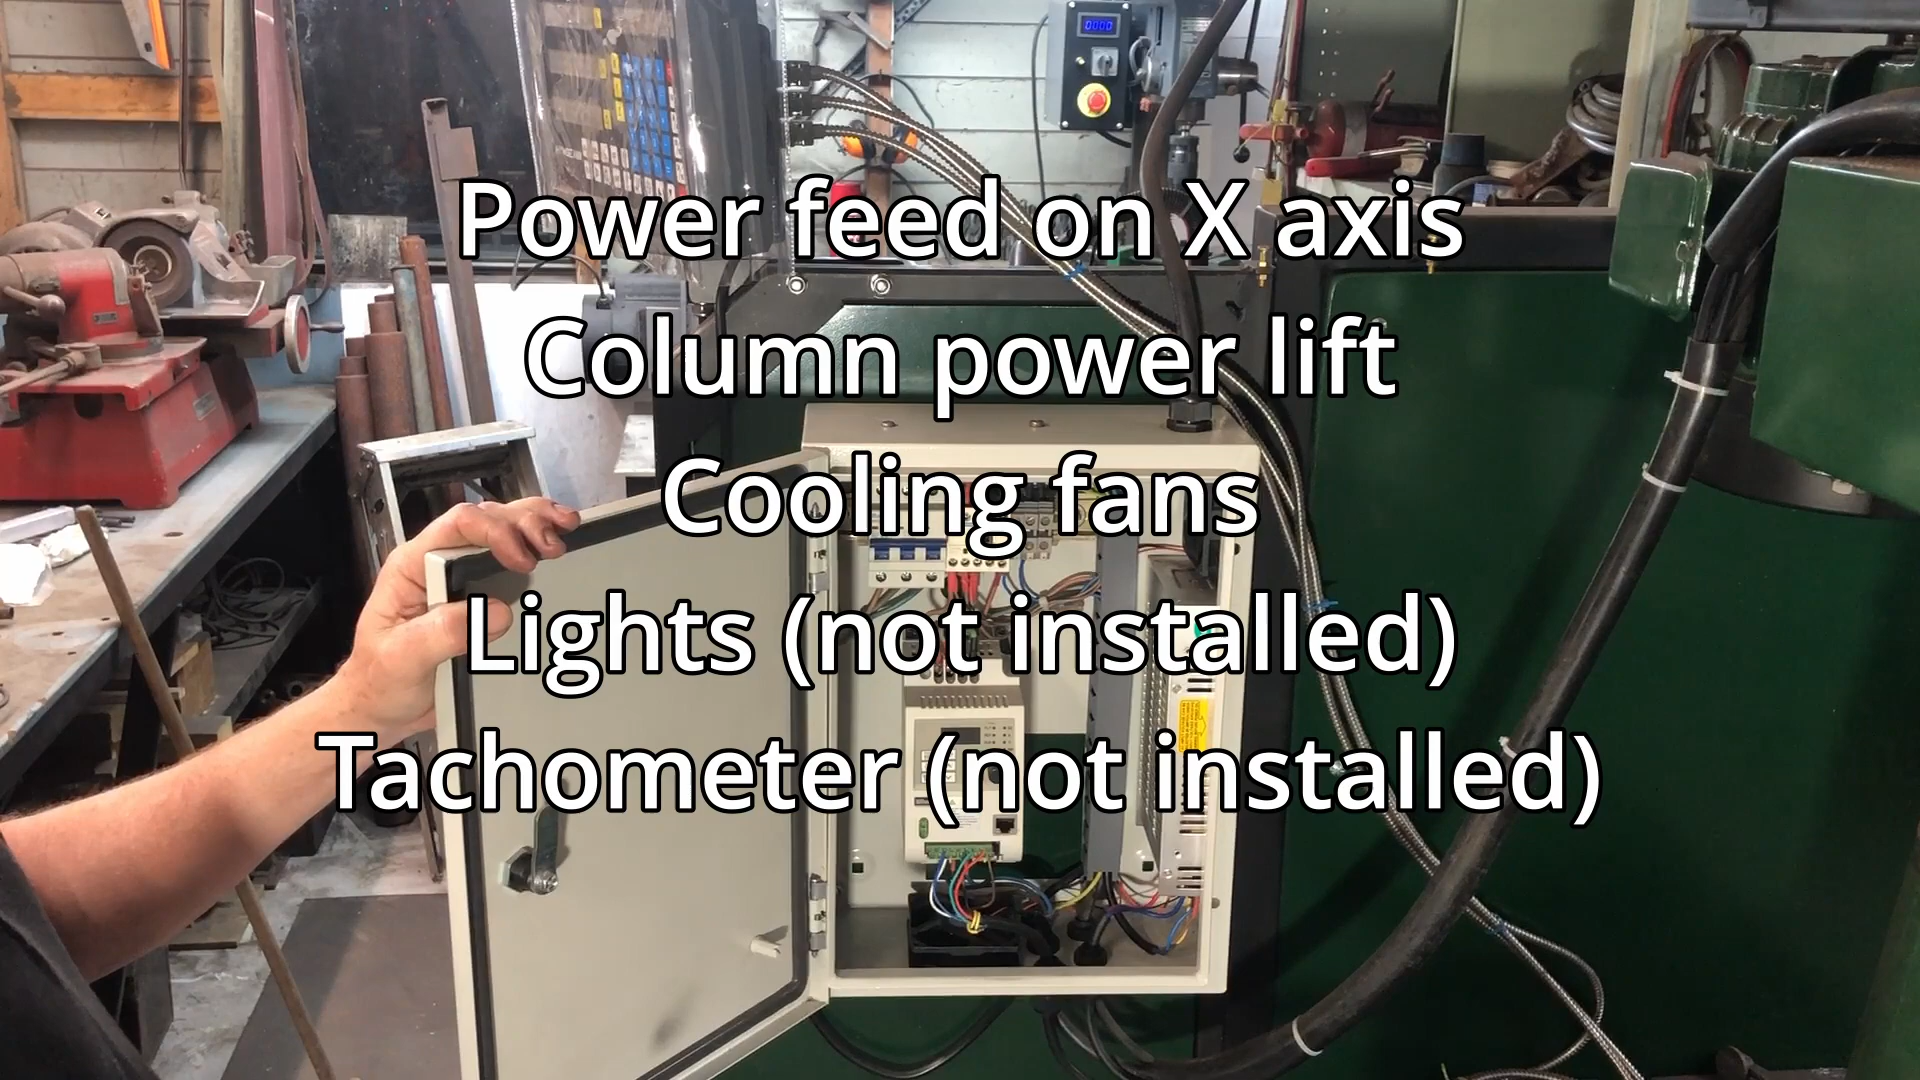 Power feed on X axis
Column power lift
Cooling fans
Lights (not installed)
Tachometer (not installed)